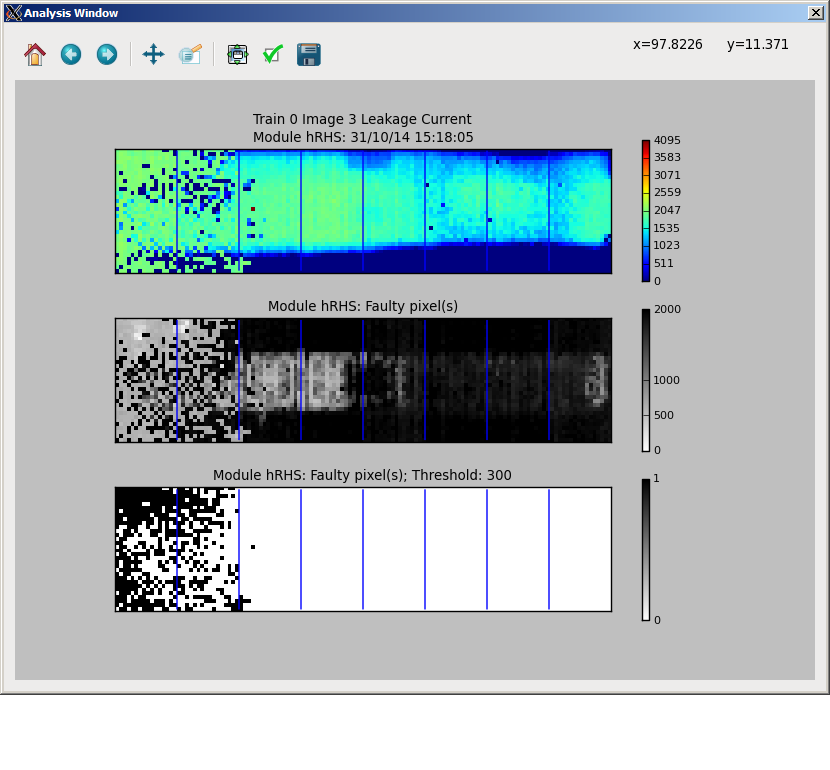 Analysis Window
x=97.8226 y=11.371
Train 0 Image 3 Leakage Current
Module hRHS: 31/10/14 15:18:05
4095
3583
3071
2559
2047
1535
1023
511
0
Module hRHS: Faulty pixel(s)
2000
1000
500
0
Module hRHS: Faulty pixel(s); Threshold: 300
1
0